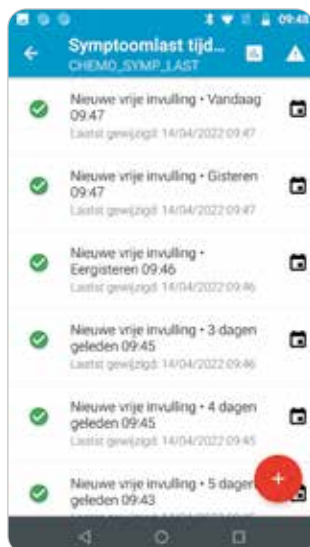 09:48
Symptoomlast tijd...
CHEMO_SYMP_LAST
Nieuwe vrije invulling • Vandaag
09:47
Laatst gewijzigd: 14/04/2022 09:47
Nieuwe vrije invulling • Gisteren
09:47
Laatst gewijzigd: 14/04/2022 09:47
Nieuwe vrije invulling •
Eergisteren 09:46
Laatst gewijzigd: 14/04/2022 09:46
Nieuwe vrije invulling • 3 dagen
geleden 09:45
Laatst gewijzigd: 14/04/2022 09:46
Nieuwe vrije invulling • 4 dagen
geleden 09:45
Laatst gewijzigd: 14/04/2022 09:45
Nieuwe vrije invulling • 5 dagen
geleden 09:43